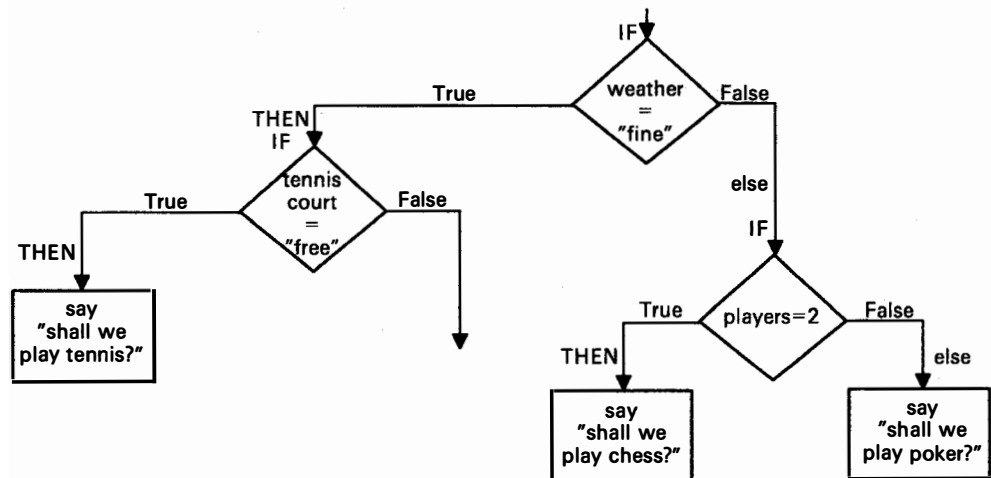 IF
weather
=
"fine"
True
False
THEN
IF
tennis
court
=
"free"
True
False
THEN
say
"shall we
play tennis?"
else
IF
players=2
True
False
THEN
else
say
"shall we
play chess?"
say
"shall we
play poker?"